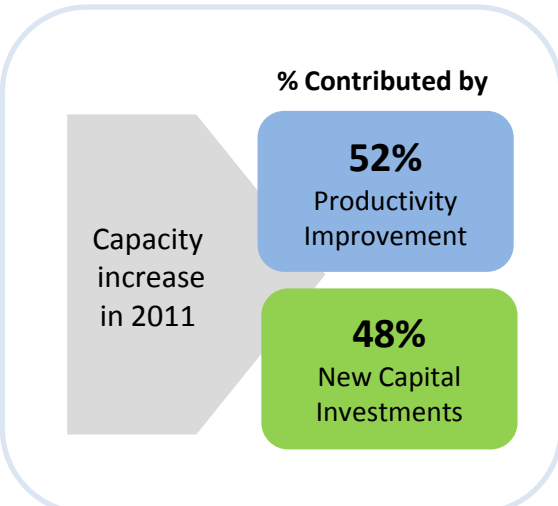 % Contributed by
52%
Productivity
Improvement
Capacity
increase
in 2011
48%
New Capital
Investments